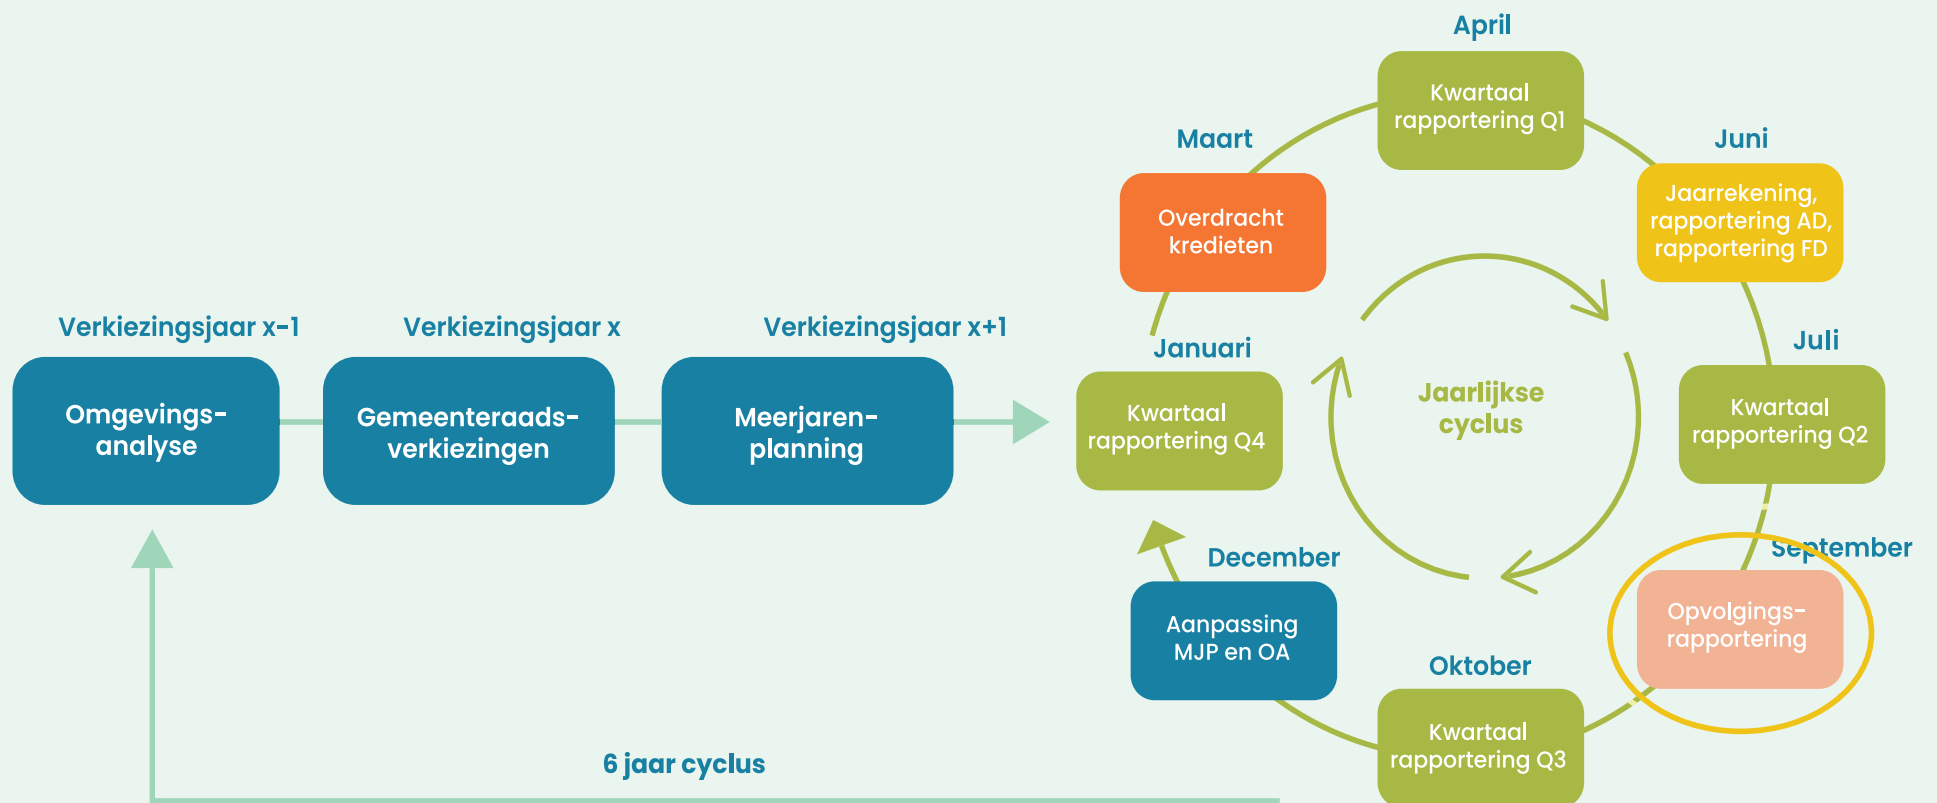 Verkiezingsjaar x-1
Omgevings-
analyse
Verkiezingsjaar x
Gemeenteraads-
verkiezingen
Verkiezingsjaar x+1
Meerjaren-
planning
6 jaar cyclus
Jaarlijkse
cyclus
Januari
Kwartaal
rapportering Q4
Maart
Overdracht
kredieten
April
Kwartaal
rapportering Q1
Juni
Jaarrekening,
rapportering AD,
rapportering FD
Juli
Kwartaal
rapportering Q2
September
Opvolgings-
rapportering
Oktober
Kwartaal
rapportering Q3
December
Aanpassing
MJP en OA